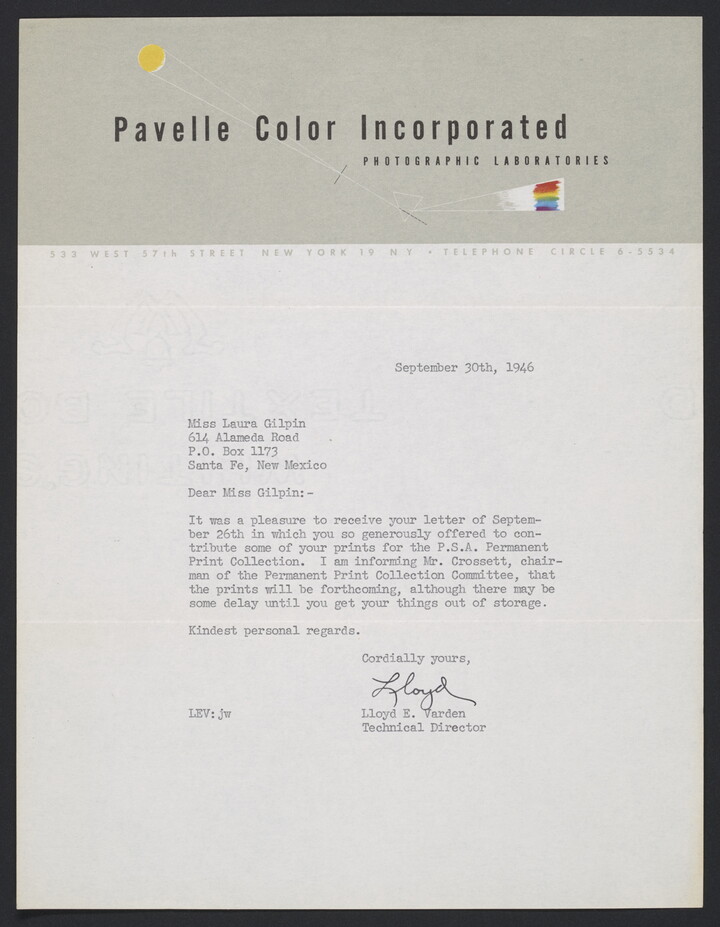 Pavelle Color Incorporated
PHOTOGRAPHIC LABORATORIES
533 WEST 57th STREET NEW YORK 19 N Y • TELEPHONE CIRCLE 6-5534
September 30th, 1946
Miss Laura Gilpin
614 Alameda Road
P.O. Box 1173
Santa Fe, New Mexico
Dear Miss Gilpin:-
It was a pleasure to receive your letter of Septem-
ber 26th in which you so generously offered to con-
tribute some of your prints for the P.S.A. Permanent
Print Collection. I am informing Mr. Crossett, chair-
man of the Permanent Print Collection Committee, that
the prints will be forthcoming, although there may be
some delay until you get your things out of storage.
Kindest personal regards.
Cordially yours,
Lloyd
LEV:jw
Lloyd E. Varden
Technical Director